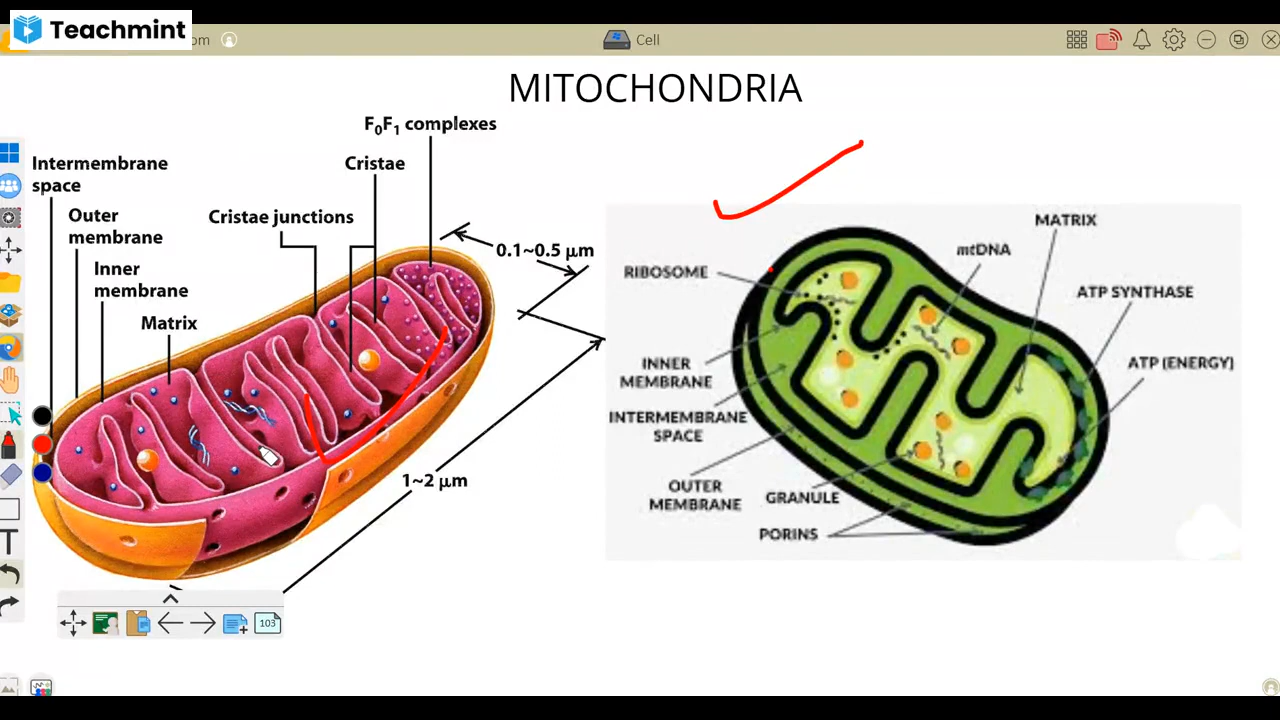 Teachmint
om
Cell
MITOCHONDRIA
F₀F₁ complexes
Cristae
Intermembrane
space
Outer
membrane
Cristae junctions
Inner
membrane
Matrix
0.1~0.5 μm
1~2 μm
MATRIX
mtDNA
RIBOSOME
ATP SYNTHASE
ATP (ENERGY)
INNER
MEMBRANE
INTERMEMBRANE
SPACE
OUTER
MEMBRANE
GRANULE
PORINS
T
103